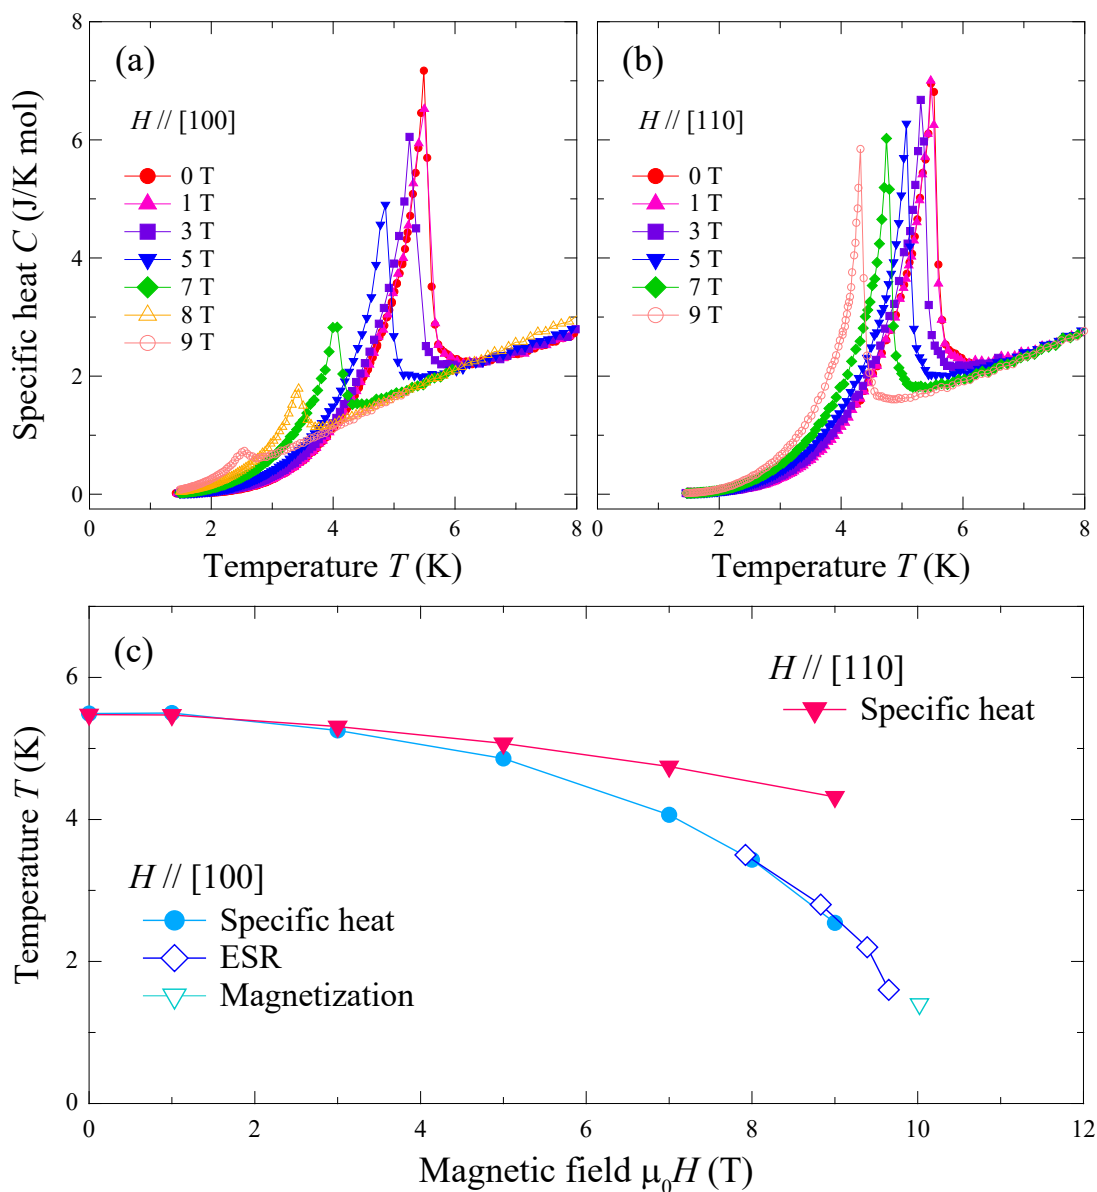 Specific heat C (J/K mol)
8
6
4
2
0
(a)
H // [100]
0 T
1 T
3 T
5 T
7 T
8 T
9 T
0 2 4 6 8
Temperature T (K)
(b)
H // [110]
0 T
1 T
3 T
5 T
7 T
9 T
0 2 4 6 8
Temperature T (K)
Temperature T (K)
6
4
2
0
(c)
H // [110]
Specific heat
H // [100]
Specific heat
ESR
Magnetization
0 2 4 6 8 10 12
Magnetic field μ₀H (T)